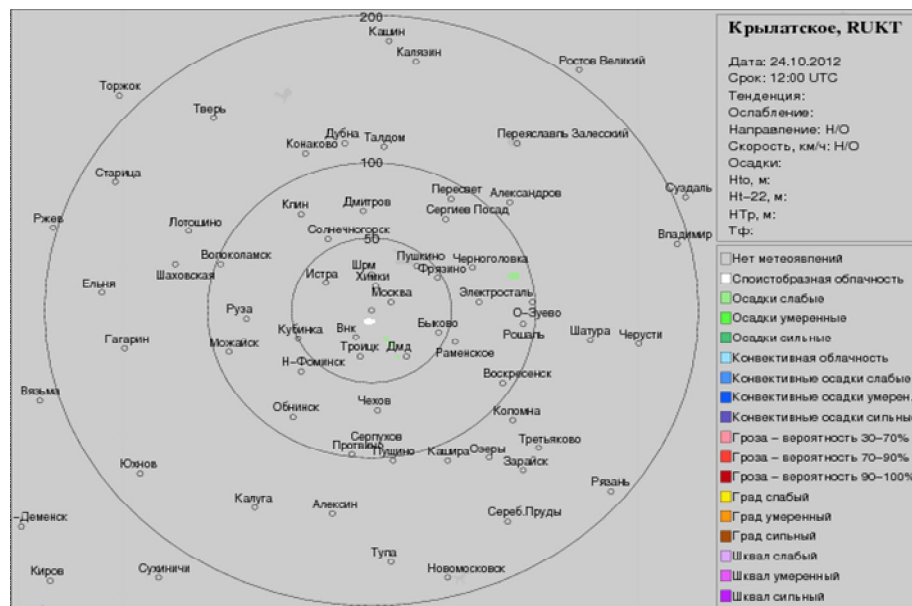 200
Кашин
Калязин
Ростов Великий
Торжок
Тверь
Дубна
Талдом
Переяславль Залесский
Конаково
100
Старица
Пересвет
Александров
Суздаль
Клин
Дмитров
Сергиев Посад
Ржев
Лотошино
Солнечногорск
50
Владимир
Волоколамск
Шрм
Пушкино
Черноголовка
Шаховская
Истра
Химки
Фрязино
Ельня
Москва
Электросталь
Руза
О-Зуево
Гагарин
Кубинка
Внк
Быково
Рошаль
Шатура
Черусти
Можайск
Троицк
Дмд
Раменское
Н-Фоминск
Вязьма
Воскресенск
Обнинск
Чехов
Коломна
Серпухов
Протвино
Пущино
Кашира
Озеры
Третьяково
Зарайск
Юхнов
Рязань
Калуга
Алексин
Сереб.Пруды
-Деменск
Тула
Киров
Сухиничи
Новомосковск
Крылатское, RUKT
Дата: 24.10.2012
Срок: 12:00 UTC
Тенденция:
Ослабление:
Направление: Н/О
Скорость, км/ч: Н/О
Осадки:
Hto, м:
Ht-22, м:
HTp, м:
Тф:
Нет метеоявлений
Слоистобразная облачность
Осадки слабые
Осадки умеренные
Осадки сильные
Конвективная облачность
Конвективные осадки слабые
Конвективные осадки умерен.
Конвективные осадки сильны
Гроза - вероятность 30-70%
Гроза - вероятность 70-90%
Гроза - вероятность 90-100%
Град слабый
Град умеренный
Град сильный
Шквал слабый
Шквал умеренный
Шквал сильный